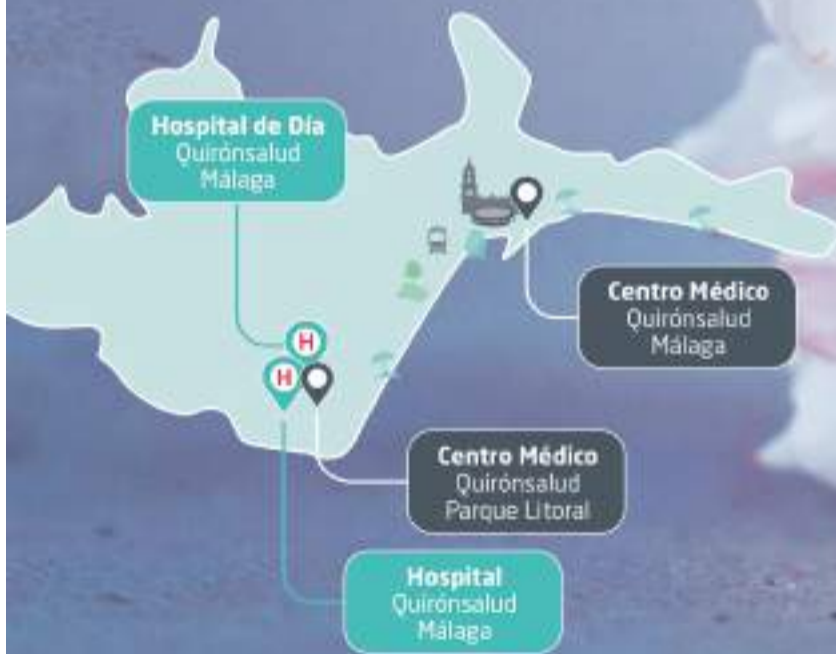 Hospital de Día
Quirónsalud
Málaga
Centro Médico
Quirónsalud
Málaga
H
H
Centro Médico
Quirónsalud
Parque Litoral
Hospital
Quirónsalud
Málaga